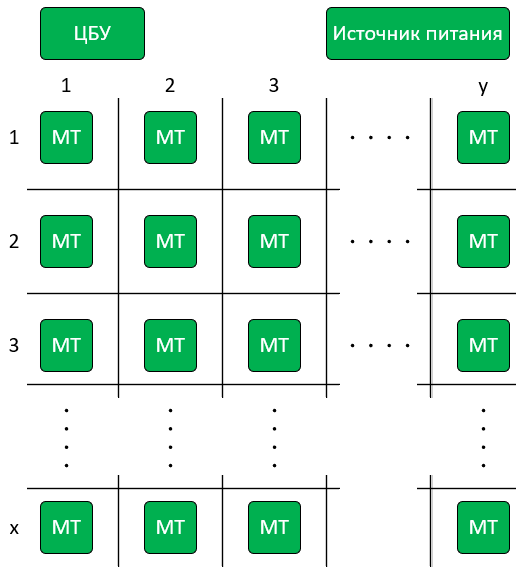 ЦБУ Источник питания
1 2 3 y
1 МТ МТ МТ . . . . МТ
2 МТ МТ МТ . . . . МТ
3 МТ МТ МТ . . . . МТ
x МТ МТ МТ МТ